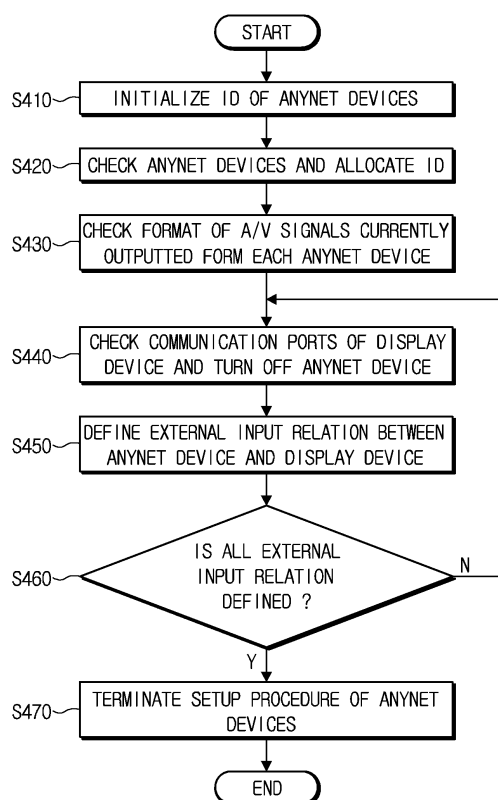 START
S410
INITIALIZE ID OF ANYNET DEVICES
S420
CHECK ANYNET DEVICES AND ALLOCATE ID
S430
CHECK FORMAT OF A/V SIGNALS CURRENTLY
OUTPUTTED FORM EACH ANYNET DEVICE
S440
CHECK COMMUNICATION PORTS OF DISPLAY
DEVICE AND TURN OFF ANYNET DEVICE
S450
DEFINE EXTERNAL INPUT RELATION BETWEEN
ANYNET DEVICE AND DISPLAY DEVICE
S460
IS ALL EXTERNAL
INPUT RELATION
DEFINED ?
N
Y
S470
TERMINATE SETUP PROCEDURE OF ANYNET
DEVICES
END